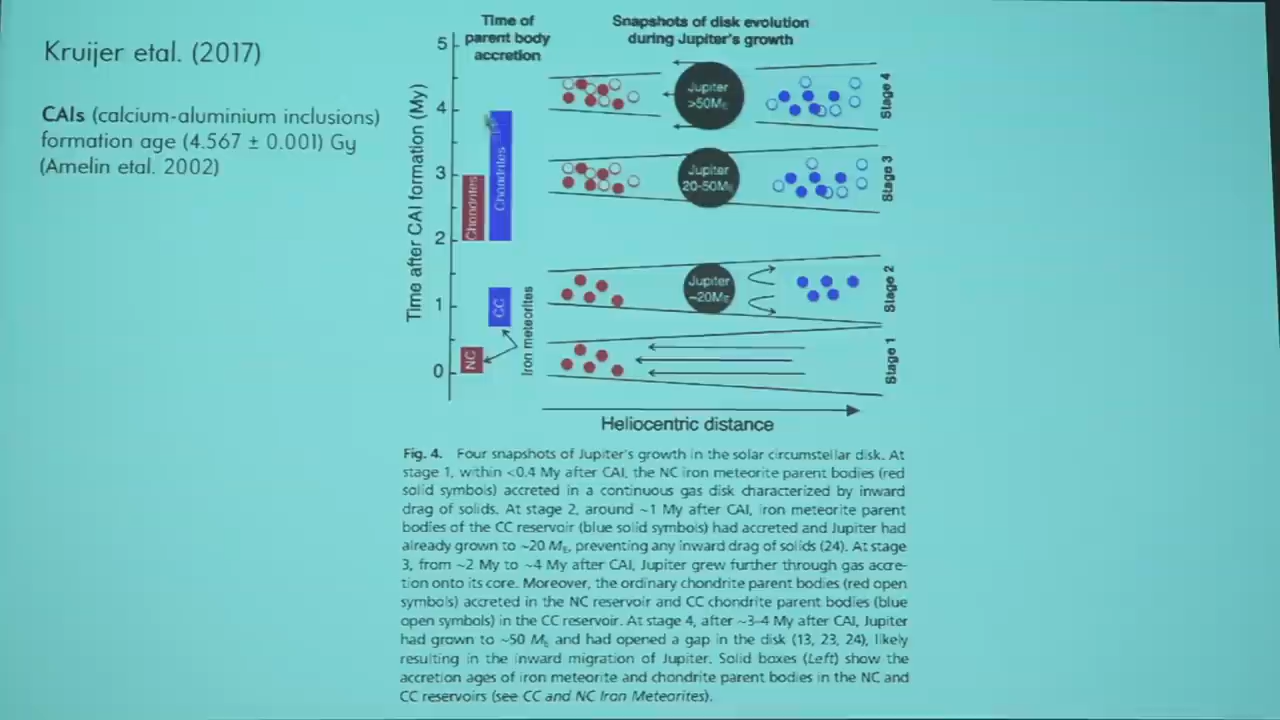 Kruijer etal. (2017)
CAIs (calcium-aluminium inclusions)
formation age (4.567 ± 0.001) Gy
(Amelin etal. 2002)
Time of
parent body
accretion
Snapshots of disk evolution
during Jupiter's growth
Time after CAI formation (My)
5
4
3
2
1
0
Chondrites
Chondrites
CC
NC
Iron meteorites
Jupiter
>50ME
Stage 4
Jupiter
20-50ME
Stage 3
Jupiter
~20ME
Stage 2
Stage 1
Heliocentric distance
Fig. 4. Four snapshots of Jupiter's growth in the solar circumstellar disk. At
stage 1, within <0.4 My after CAI, the NC iron meteorite parent bodies (red
solid symbols) accreted in a continuous gas disk characterized by inward
drag of solids. At stage 2, around ~1 My after CAI, iron meteorite parent
bodies of the CC reservoir (blue solid symbols) had accreted and Jupiter had
already grown to ~20 ME, preventing any inward drag of solids (24). At stage
3, from ~2 My to ~4 My after CAI, Jupiter grew further through gas accre-
tion onto its core. Moreover, the ordinary chondrite parent bodies (red open
symbols) accreted in the NC reservoir and CC chondrite parent bodies (blue
open symbols) in the CC reservoir. At stage 4, after ~3-4 My after CAI, Jupiter
had grown to ~50 ME and had opened a gap in the disk (13, 23, 24), likely
resulting in the inward migration of Jupiter. Solid boxes (Left) show the
accretion ages of iron meteorite and chondrite parent bodies in the NC and
CC reservoirs (see CC and NC Iron Meteorites).